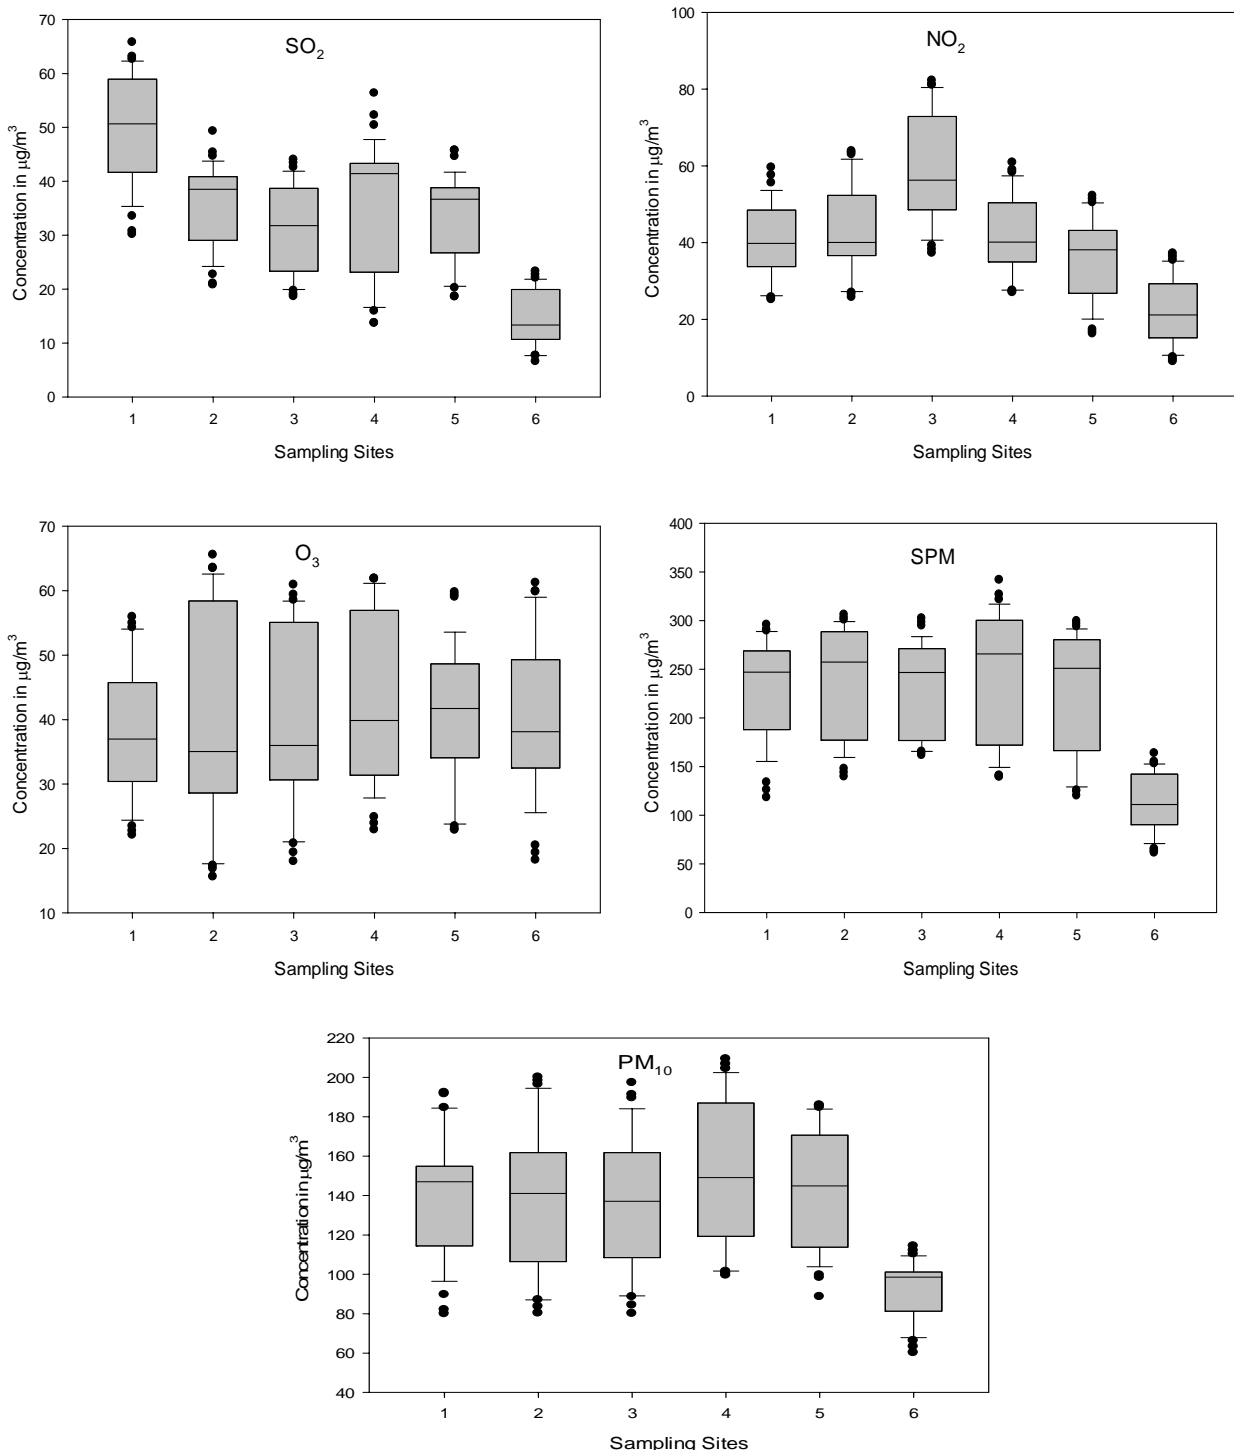 SO2
Concentration in μg/m3
70
60
50
40
30
20
10
0
1 2 3 4 5 6
Sampling Sites
NO2
Concentration in μg/m3
100
80
60
40
20
0
1 2 3 4 5 6
Sampling Sites
O3
Concentration in μg/m3
70
60
50
40
30
20
10
1 2 3 4 5 6
Sampling Sites
SPM
Concentration in μg/m3
400
350
300
250
200
150
100
50
0
1 2 3 4 5 6
Sampling Sites
PM10
Concentration in μg/m3
220
200
180
160
140
120
100
80
60
40
1 2 3 4 5 6
Sampling Sites